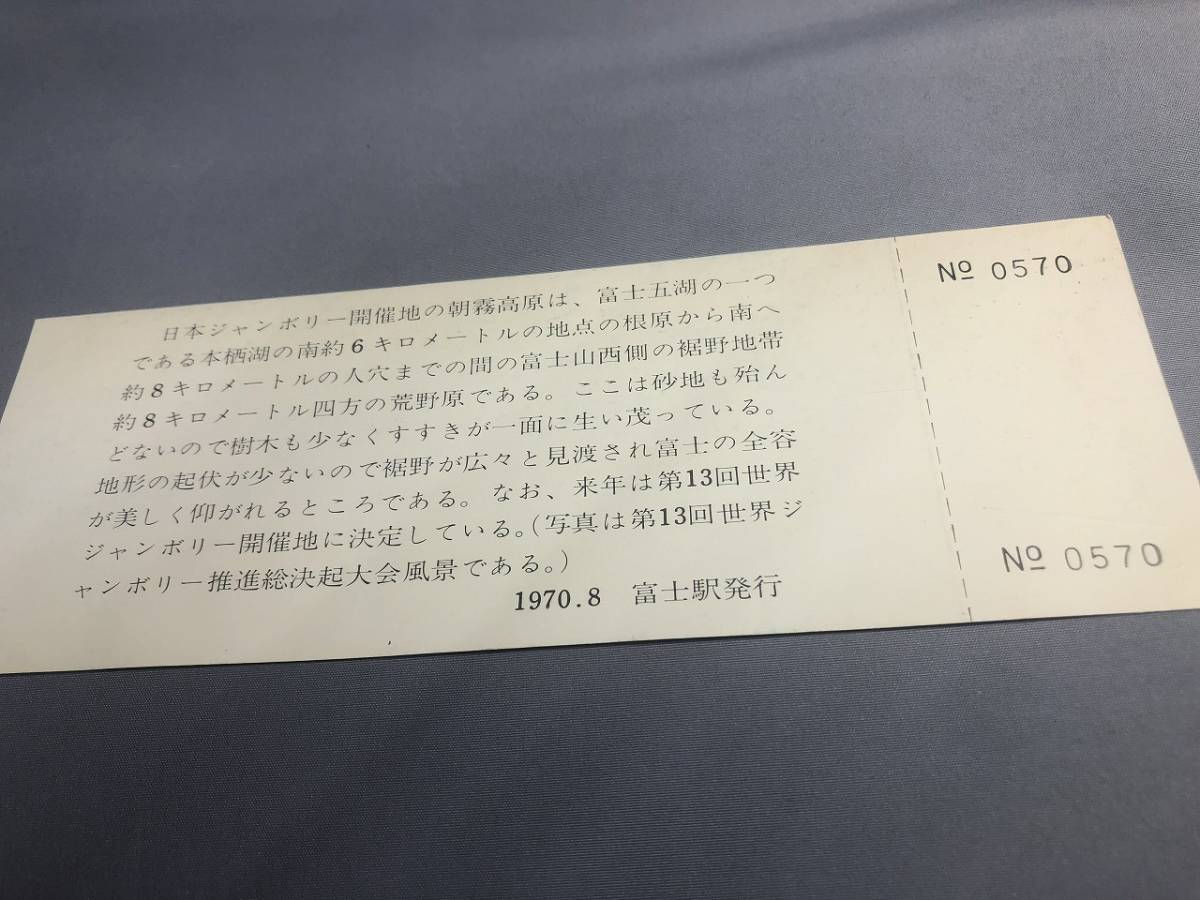 日本ジャンボリー開催地の朝霧高原は、富士五湖の一つ
である本栖湖の南約6キロメートルの地点の根原から南へ
約8キロメートルの人穴までの間の富士山西側の裾野地帯
約8キロメートル四方の荒野原である。ここは砂地も殆ん
どないので樹木も少なくすすきが一面に生い茂っている。
地形の起伏が少ないので裾野が広々と見渡され富士の全容
が美しく仰がれるところである。なお、来年は第13回世界
ジャンボリー開催地に決定している。(写真は第13回世界ジ
ャンボリー推進総決起大会風景である。)
1970.8 富士駅発行
№ 0570
№ 0570